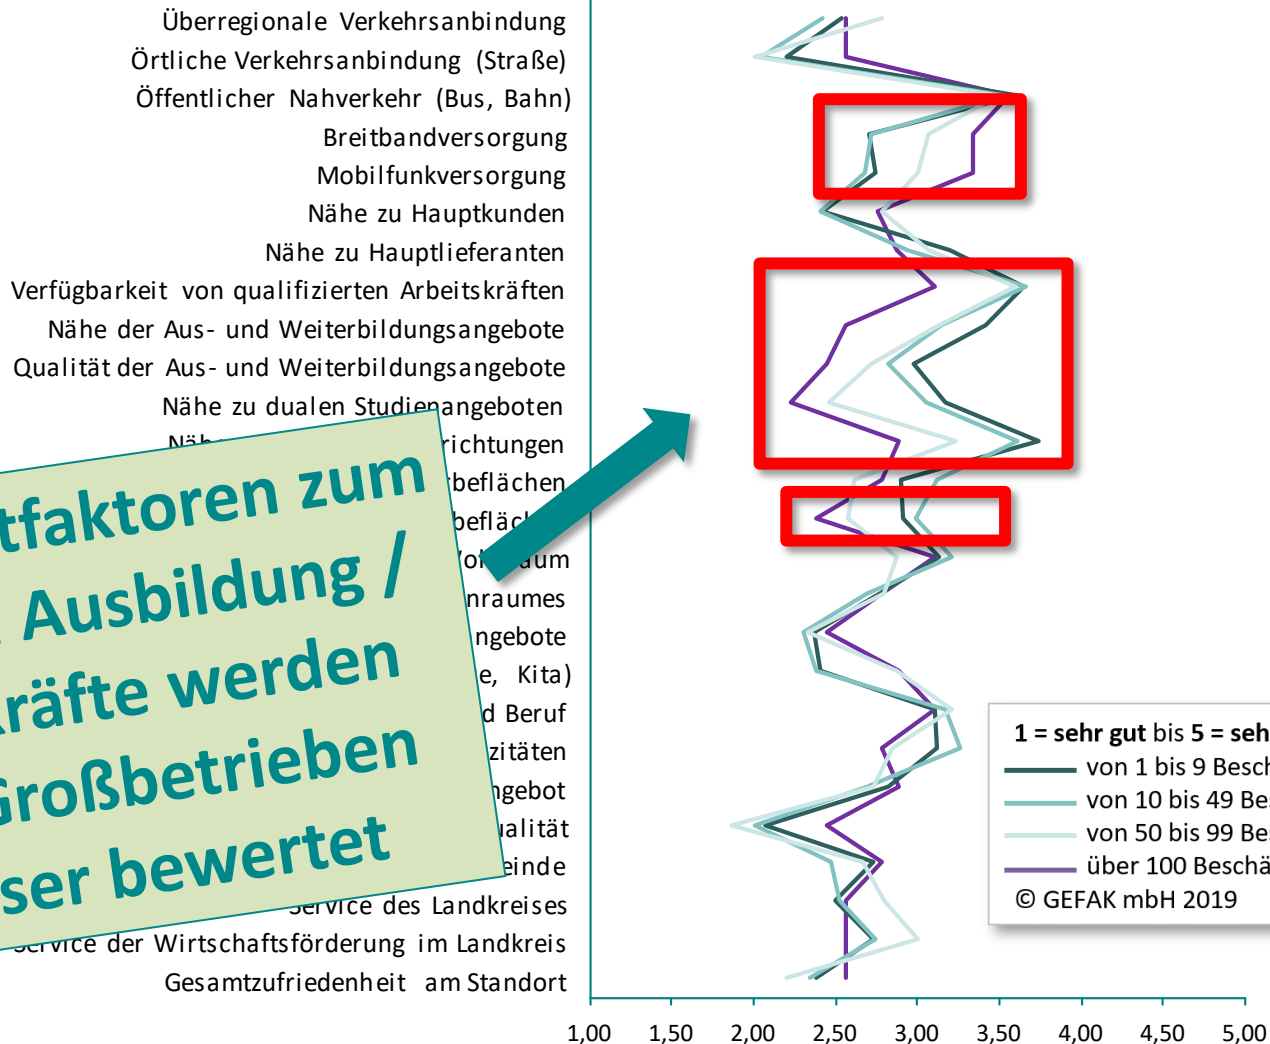 Überregionale Verkehrsanbindung
Örtliche Verkehrsanbindung (Straße)
Öffentlicher Nahverkehr (Bus, Bahn)
Breitbandversorgung
Mobilfunkversorgung
Nähe zu Hauptkunden
Nähe zu Hauptlieferanten
Verfügbarkeit von qualifizierten Arbeitskräften
Nähe der Aus- und Weiterbildungsangebote
Qualität der Aus- und Weiterbildungsangebote
Nähe zu dualen Studienangeboten
richtungen
beflächen
nraumes
ngebote
e, Kita)
d Beruf
zitäten
ngebot
ualität
einde
Service des Landkreises
Service der Wirtschaftsförderung im Landkreis
Gesamtzufriedenheit am Standort
tfaktoren zum
Ausbildung /
kräfte werden
Großbetrieben
ser bewertet
1 = sehr gut bis 5 = seh
von 1 bis 9 Besch
von 10 bis 49 Bes
von 50 bis 99 Bes
über 100 Beschä
© GEFAK mbH 2019
1,00 1,50 2,00 2,50 3,00 3,50 4,00 4,50 5,00